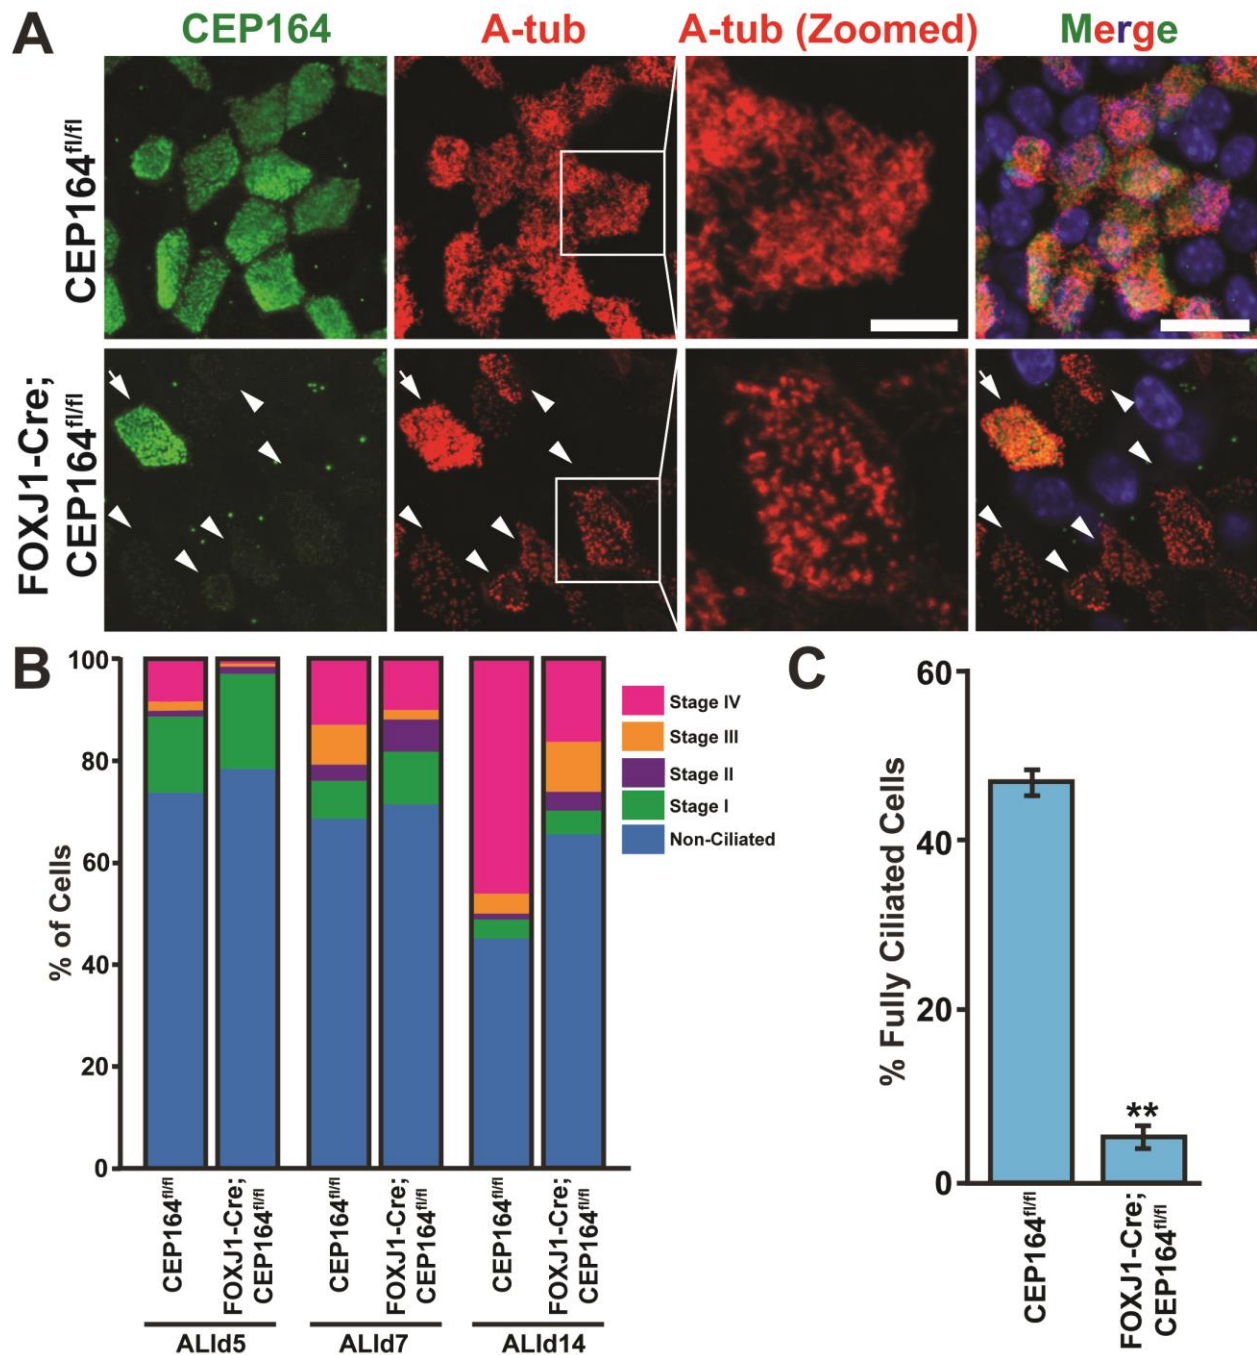 A
CEP164
A-tub
A-tub (Zoomed)
Merge
CEP164fl/fl
FOXJ1-Cre;
CEP164fl/fl
B
% of Cells
100
80
60
40
20
0
CEP164fl/fl
FOXJ1-Cre;
CEP164fl/fl
CEP164fl/fl
FOXJ1-Cre;
CEP164fl/fl
CEP164fl/fl
FOXJ1-Cre;
CEP164fl/fl
ALId5
ALId7
ALId14
Stage IV
Stage III
Stage II
Stage I
Non-Ciliated
C
% Fully Ciliated Cells
60
40
20
0
**
CEP164fl/fl
FOXJ1-Cre;
CEP164fl/fl